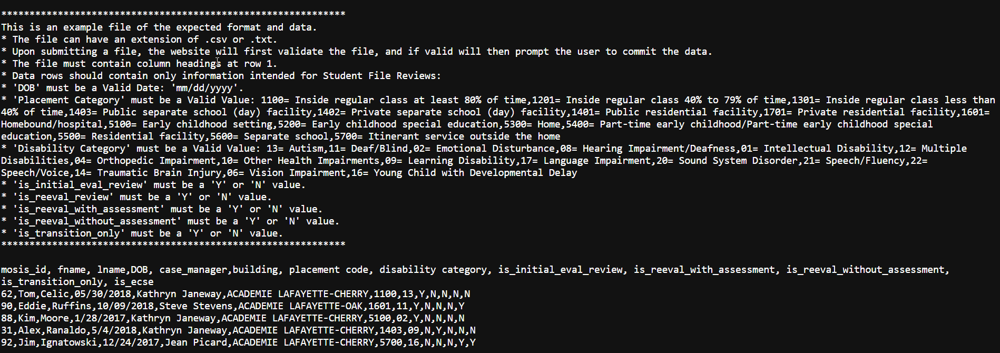 *************************************************************
This is an example file of the expected format and data.
* The file can have an extension of .csv or .txt.
* Upon submitting a file, the website will first validate the file, and if valid will then prompt the user to commit the data.
* The file must contain column headings at row 1.
* Data rows should contain only information intended for Student File Reviews:
* 'DOB' must be a Valid Date: 'mm/dd/yyyy'.
* 'Placement Category' must be a Valid Value: 1100= Inside regular class at least 80% of time,1201= Inside regular class 40% to 79% of time,1301= Inside regular class less than
40% of time,1403= Public separate school (day) facility,1402= Private separate school (day) facility,1401= Public residential facility,1701= Private residential facility,1601=
Homebound/hospital,5100= Early childhood setting,5200= Early childhood special education,5300= Home,5400= Part-time early childhood/Part-time early childhood special
education,5500= Residential facility,5600= Separate school,5700= Itinerant service outside the home
* 'Disability Category' must be a Valid Value: 13= Autism,11= Deaf/Blind,02= Emotional Disturbance,08= Hearing Impairment/Deafness,01= Intellectual Disability,12= Multiple
Disabilities,04= Orthopedic Impairment,10= Other Health Impairments,09= Learning Disability,17= Language Impairment,20= Sound System Disorder,21= Speech/Fluency,22=
Speech/Voice,14= Traumatic Brain Injury,06= Vision Impairment,16= Young Child with Developmental Delay
* 'is_initial_eval_review' must be a 'Y' or 'N' value.
* 'is_reeval_review' must be a 'Y' or 'N' value.
* 'is_reeval_with_assessment' must be a 'Y' or 'N' value.
* 'is_reeval_without_assessment' must be a 'Y' or 'N' value.
* 'is_transition_only' must be a 'Y' or 'N' value.
*************************************************************
mosis_id, fname, lname,DOB, case_manager,building, placement code, disability category, is_initial_eval_review, is_reeval_with_assessment, is_reeval_without_assessment,
is_transition_only, is_ecse
62,Tom,Celic,05/30/2018,Kathryn Janeway,ACADEMIE LAFAYETTE-CHERRY,1100,13,Y,N,N,N,N
90,Eddie,Ruffins,10/09/2018,Steve Stevens,ACADEMIE LAFAYETTE-OAK,1601,11,Y,N,N,N,Y
88,Kim,Moore,1/28/2017,Kathryn Janeway,ACADEMIE LAFAYETTE-CHERRY,5100,02,Y,N,N,N,N
31,Alex,Ranaldo,5/4/2018,Kathryn Janeway,ACADEMIE LAFAYETTE-CHERRY,1403,09,N,Y,N,N,N
92,Jim,Ignatowski,12/24/2017,Jean Picard,ACADEMIE LAFAYETTE-CHERRY,5700,16,N,N,N,Y,Y